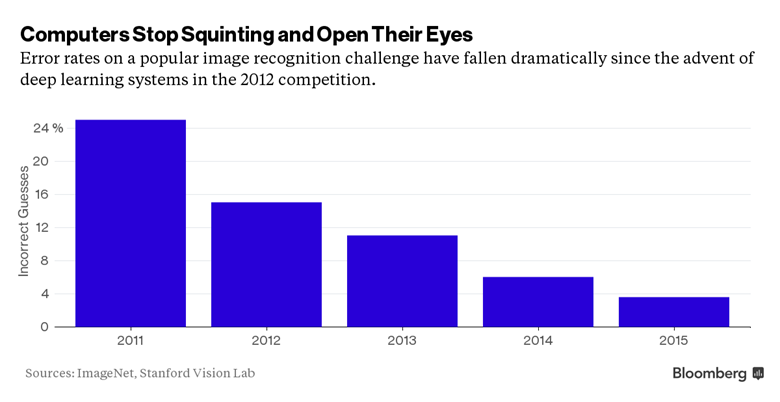 Computers Stop Squinting and Open Their Eyes
Error rates on a popular image recognition challenge have fallen dramatically since the advent of
deep learning systems in the 2012 competition.
24 %
20
16
12
8
4
0
Incorrect Guesses
2011
2012
2013
2014
2015
Sources: ImageNet, Stanford Vision Lab
Bloomberg